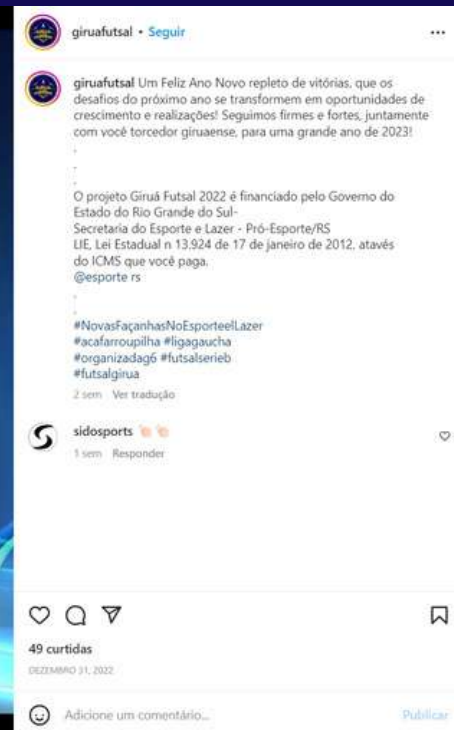 giruafutsal • Seguir
giruafutsal Um Feliz Ano Novo repleto de vitórias, que os
desafios do próximo ano se transformem em oportunidades de
crescimento e realizações! Seguimos firmes e fortes, juntamente
com você torcedor giruaense, para uma grande ano de 2023!
.
.
.
O projeto Giruá Futsal 2022 é financiado pelo Governo do
Estado do Rio Grande do Sul-
Secretaria do Esporte e Lazer - Pró-Esporte/RS
LIE, Lei Estadual n 13.924 de 17 de janeiro de 2012, atavés
do ICMS que você paga.
@esporte rs
.
.
#NovasFaçanhasNoEsporteelLazer
#acafarroupilha #ligagaucha
#organizadag6 #futsalserieb
#futsalgirua
2 sem Ver tradução
sidosports 👏🏻 👏🏻
1 sem Responder
49 curtidas
DEZEMBRO 31, 2022
Adicione um comentário... Publicar